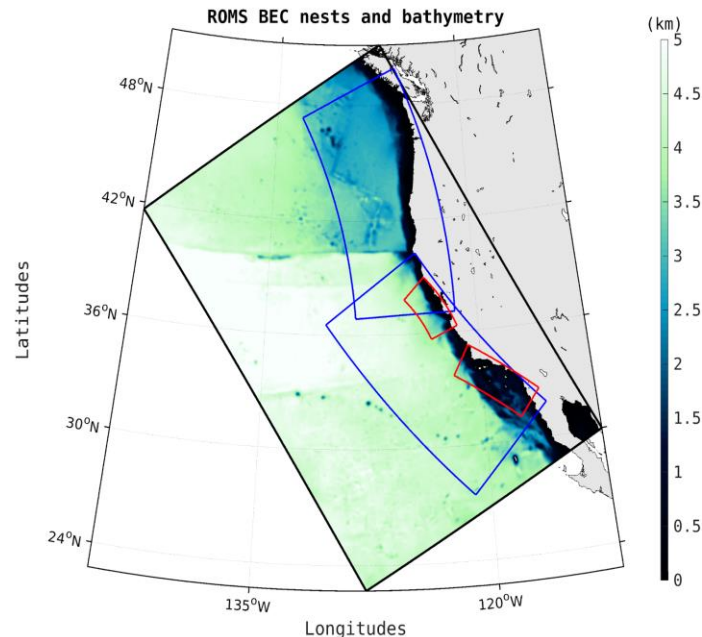 ROMS BEC nests and bathymetry
(km)
5
4.5
4
3.5
3
2.5
2
1.5
1
0.5
0
48°N
42°N
36°N
30°N
24°N
Latitudes
135°W
120°W
Longitudes